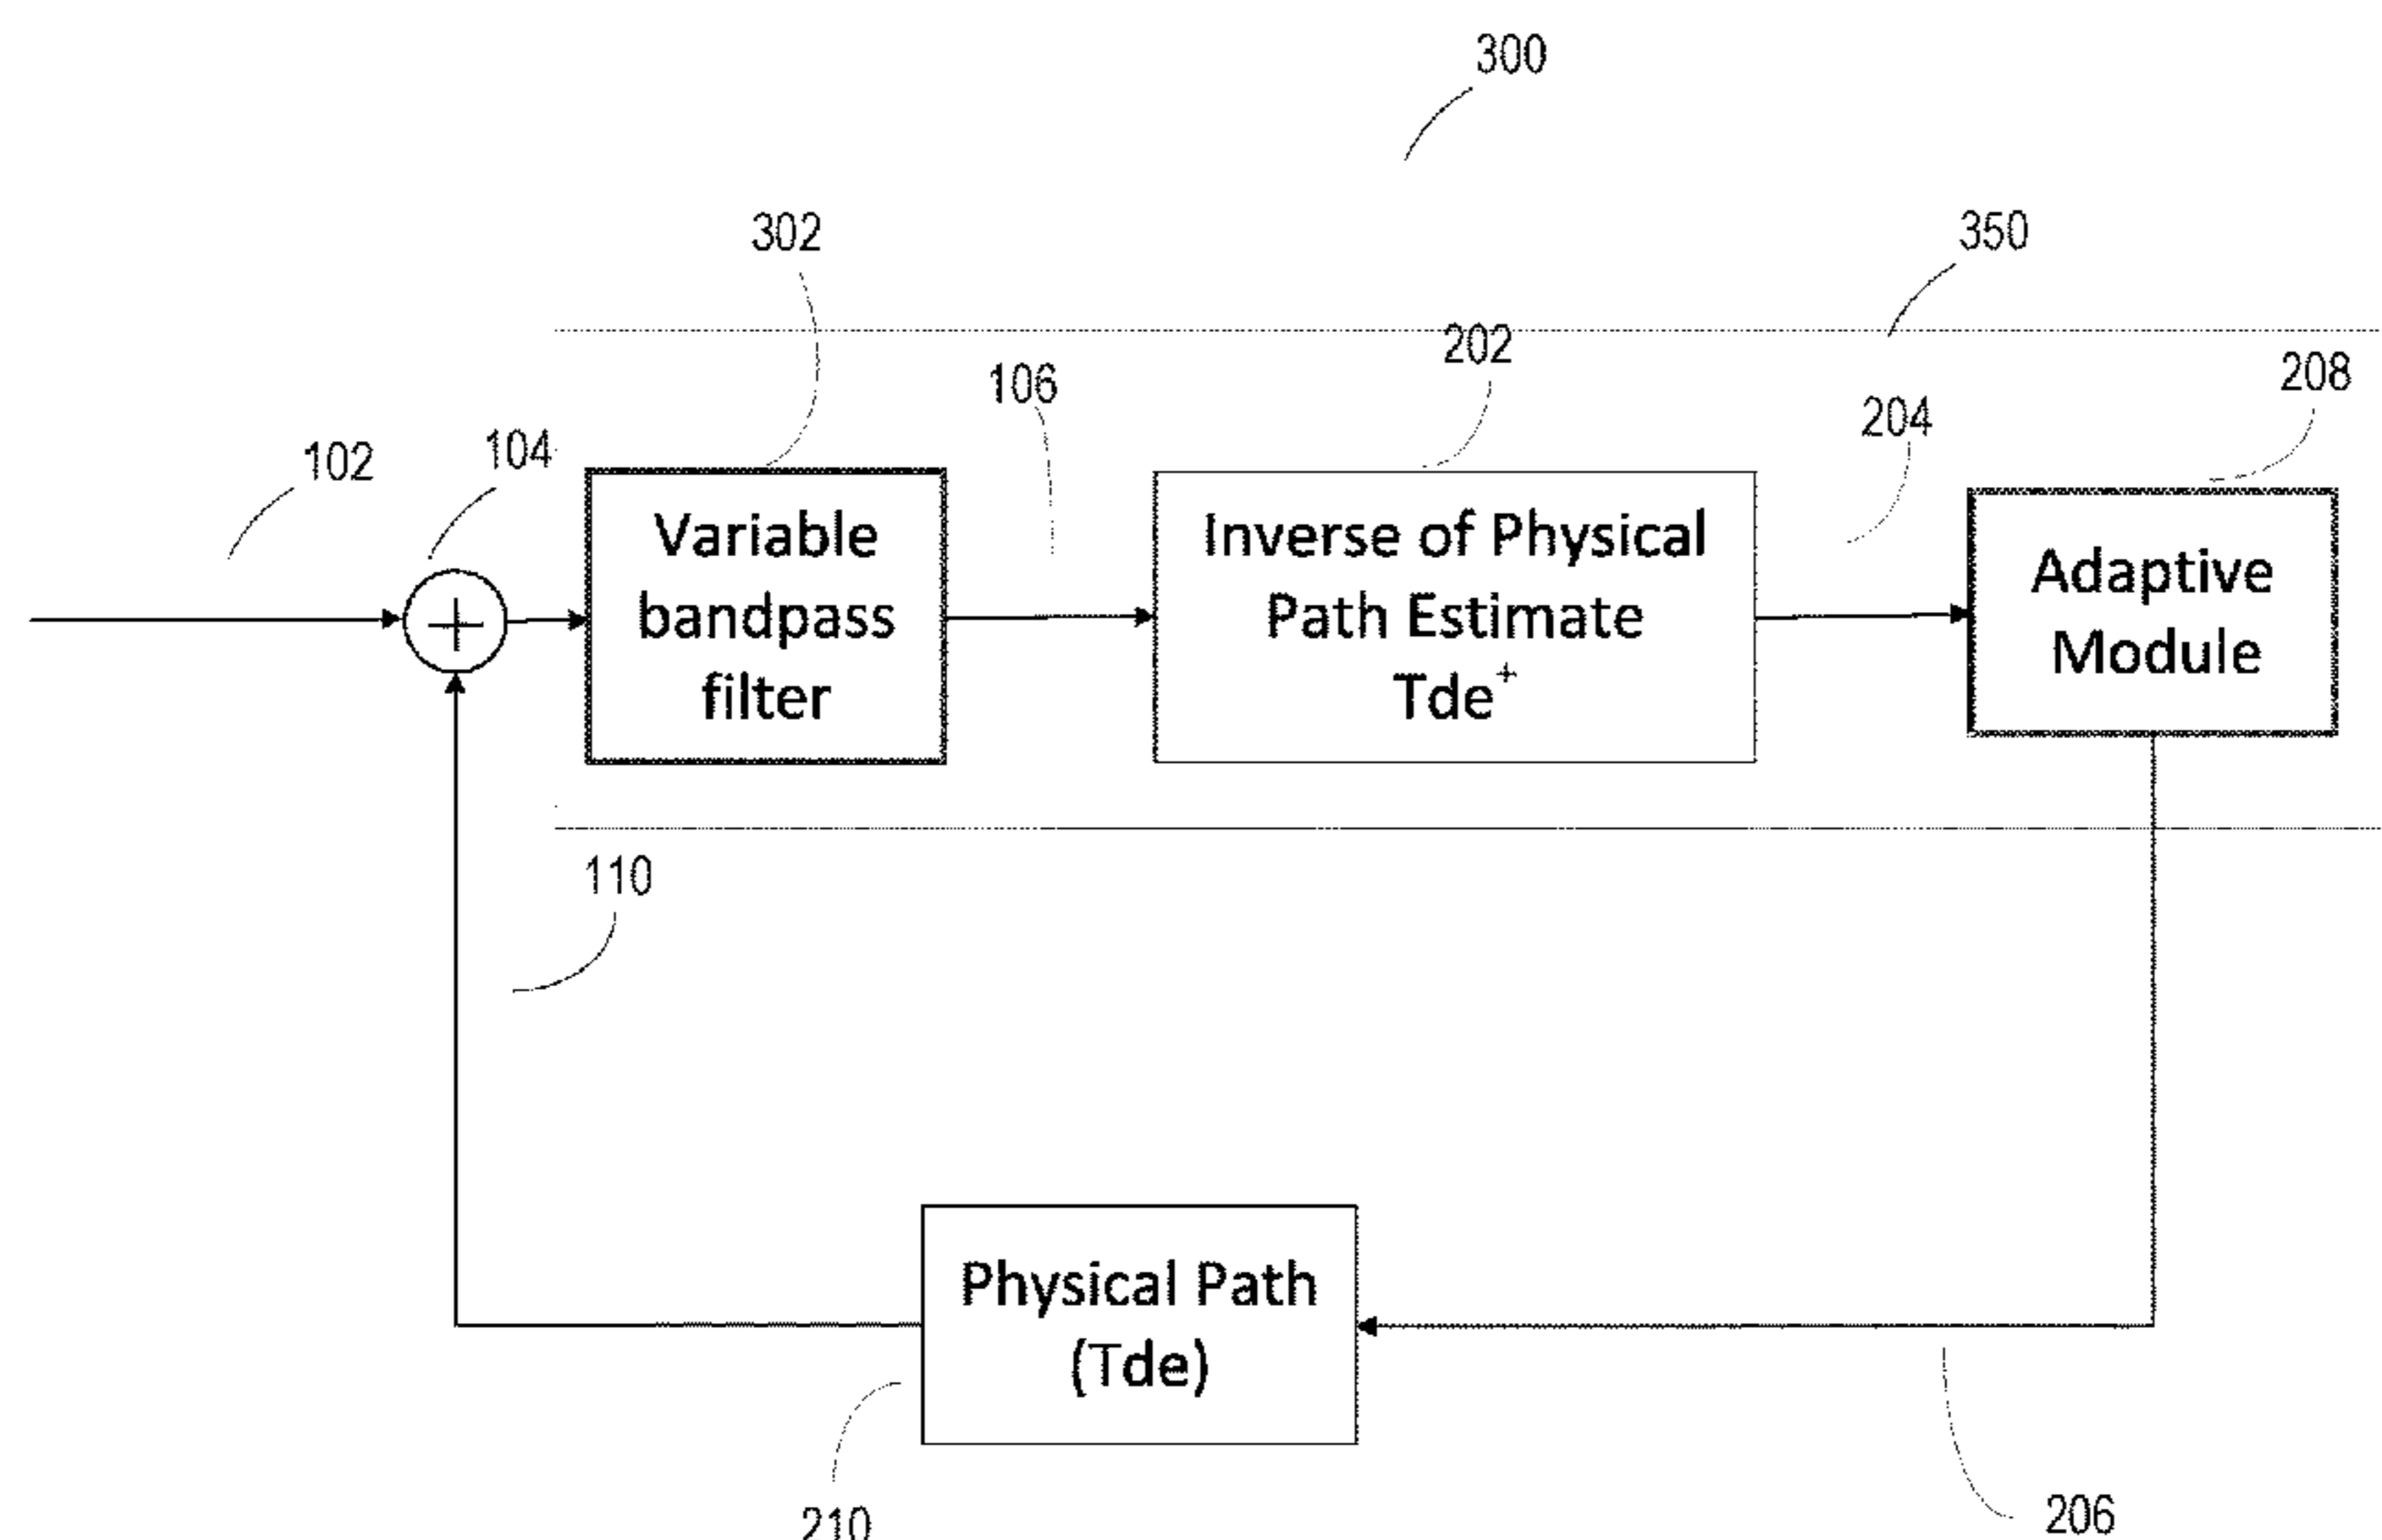 300
302
350
202
106
208
204
102
104
Variable
bandpass
filter
Inverse of Physical
Path Estimate
Tde⁺
Adaptive
Module
+
110
Physical Path
(Tde)
210
206